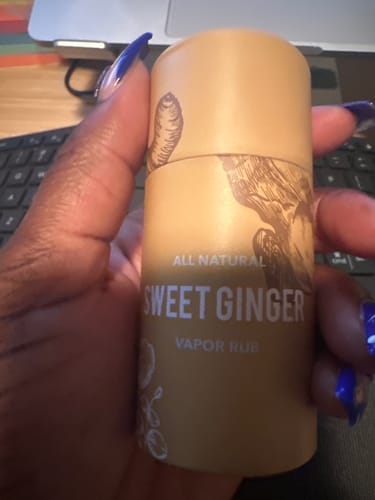 ALL NATURAL
SWEET GINGER
VAPOR RUB